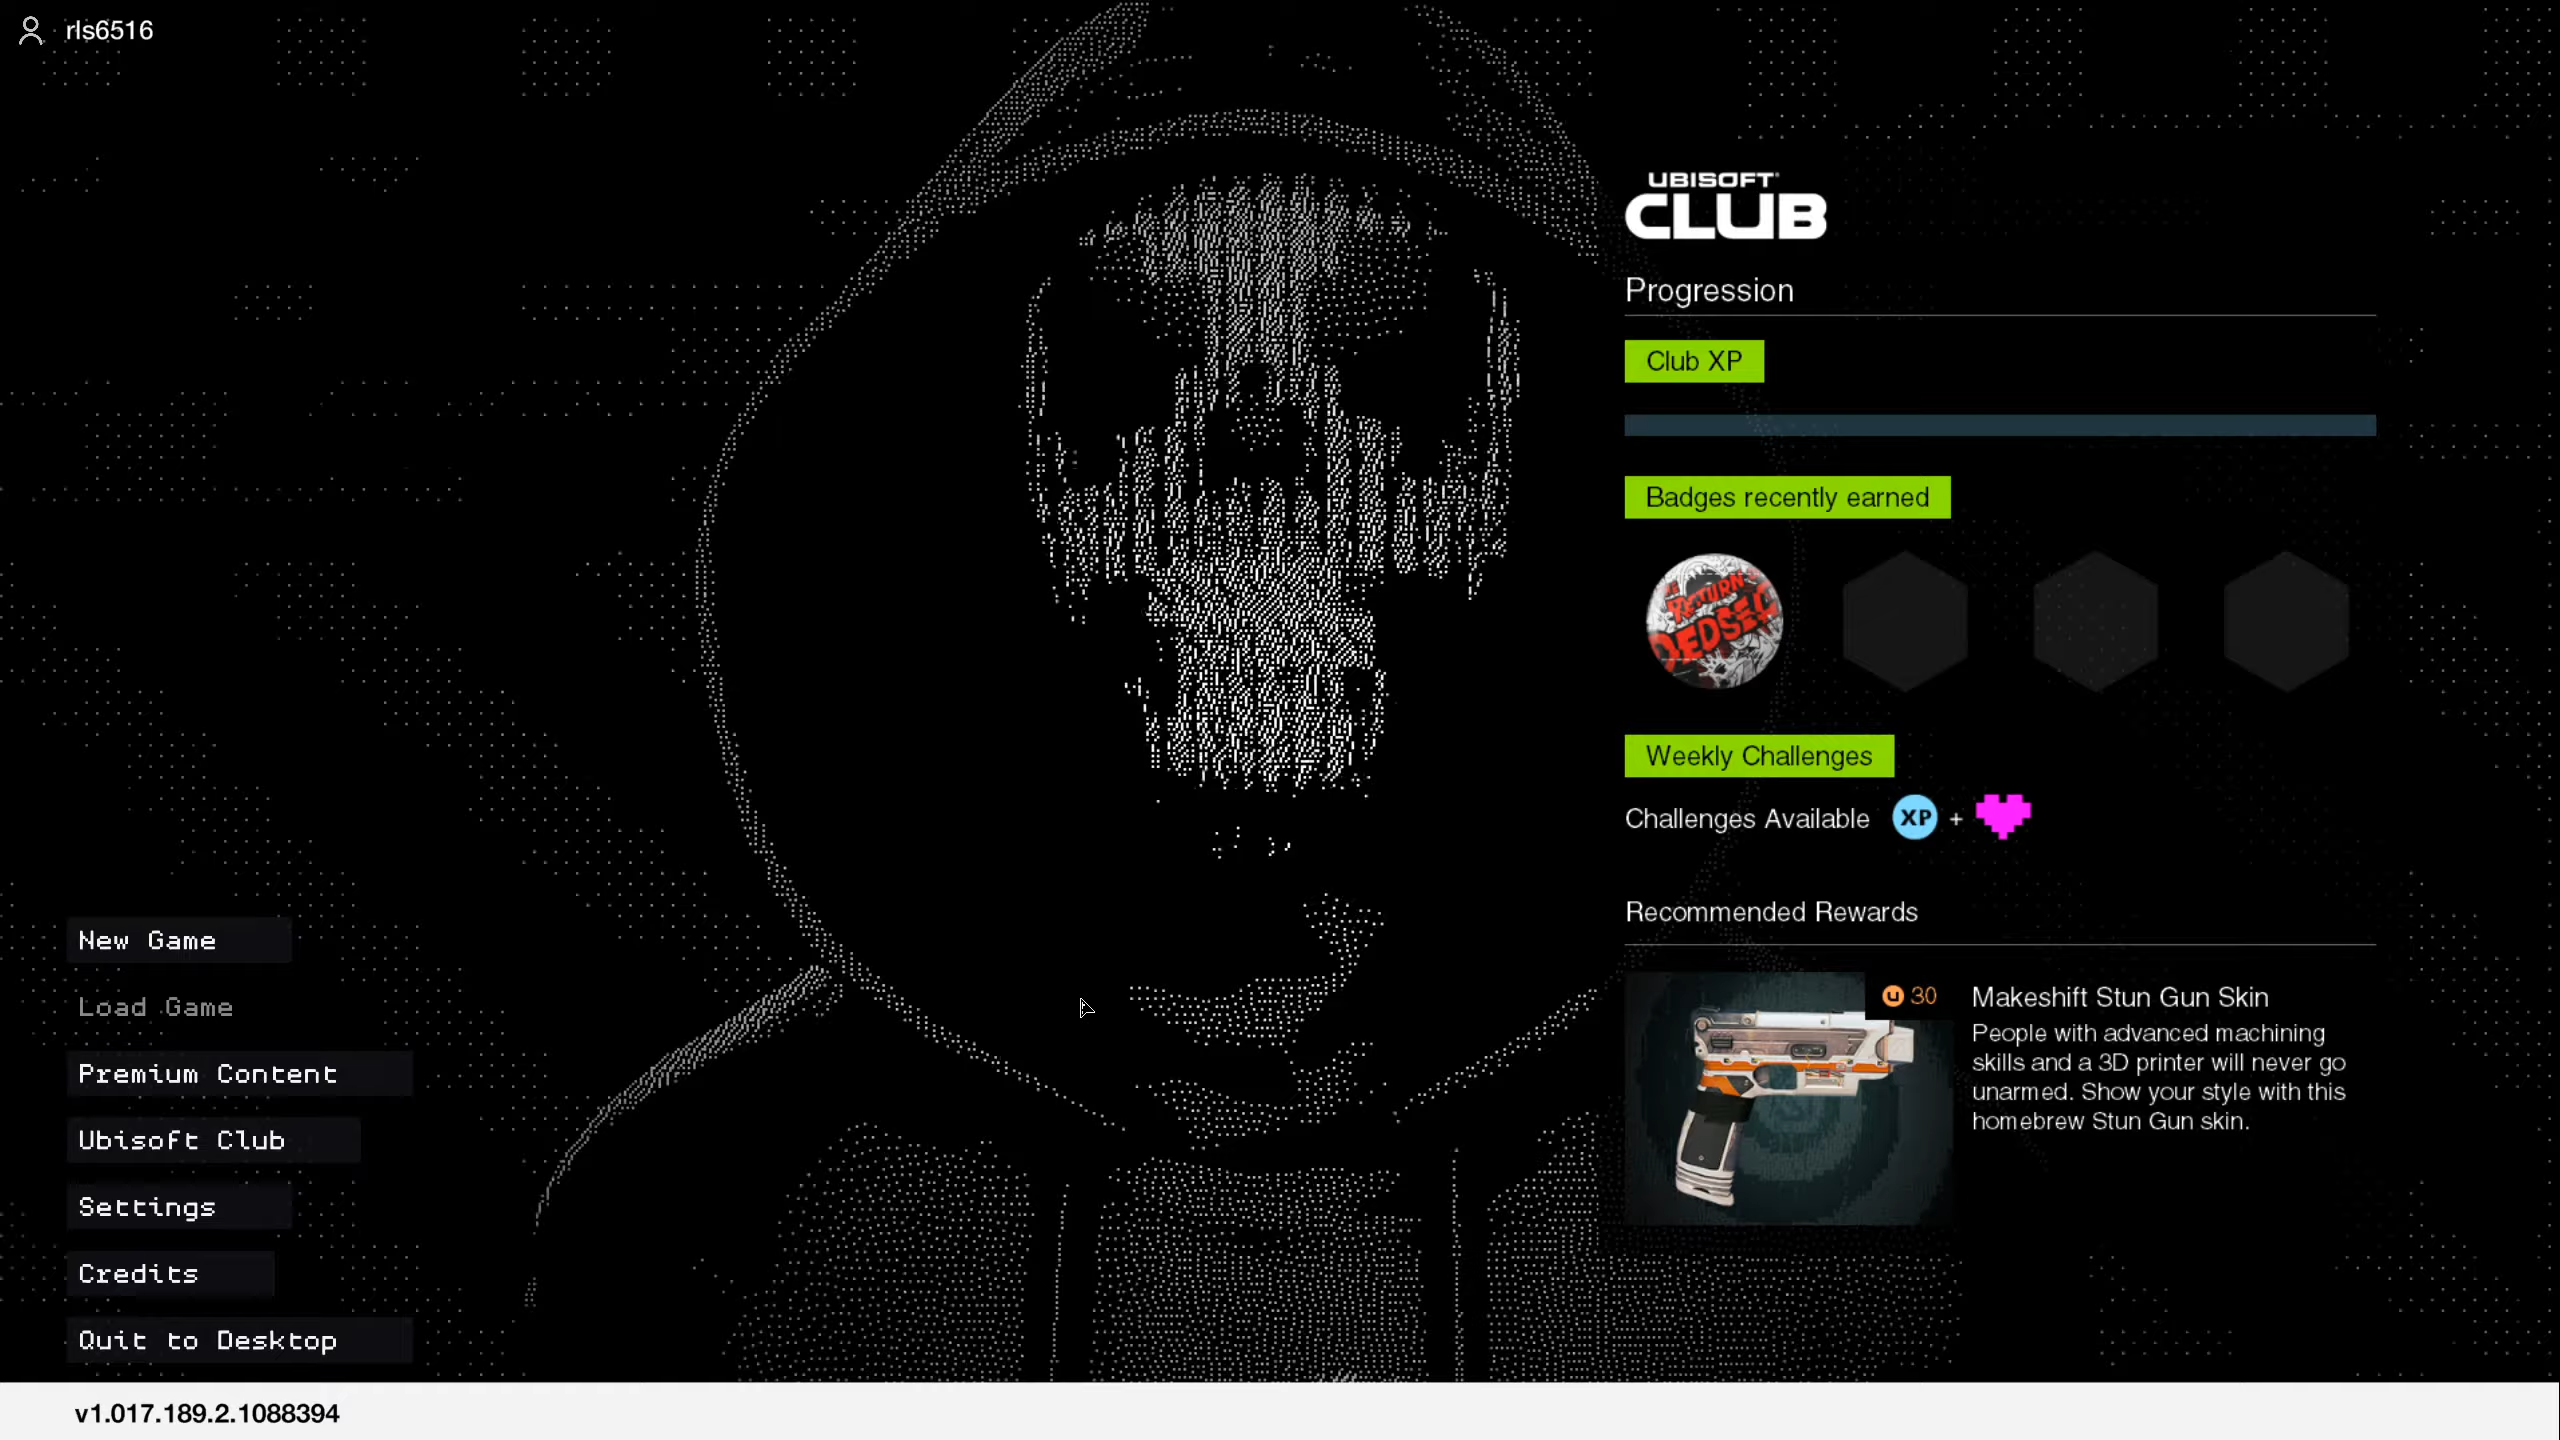 rls6516
UBISOFT
CLUB
Progression
Club XP
Badges recently earned
RETURN
DEDSEC
Weekly Challenges
Challenges Available XP +
Recommended Rewards
30
Makeshift Stun Gun Skin
People with advanced machining
skills and a 3D printer will never go
unarmed. Show your style with this
homebrew Stun Gun skin.
New Game
Load Game
Premium Content
Ubisoft Club
Settings
Credits
Quit to Desktop
v1.017.189.2.1088394